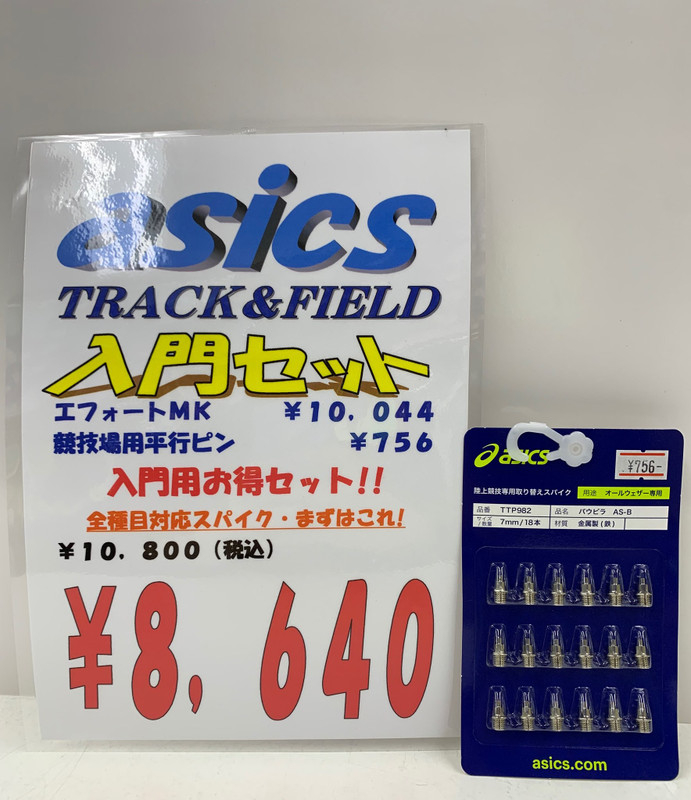 asics
TRACK&FIELD
入門セット
エフォートMK ¥10,044
競技場用平行ピン ¥756
入門用お得セット!!
全種目対応スパイク・まずはこれ!
¥10,800(税込)
¥8,640
asics
¥756-
陸上競技専用取り替えスパイク 用途 オールウェザー専用
品番 TTP982 品名 パウピラ AS-B
サイズ/数量 7mm/18本 材質 金属製(鉄)
asics.com